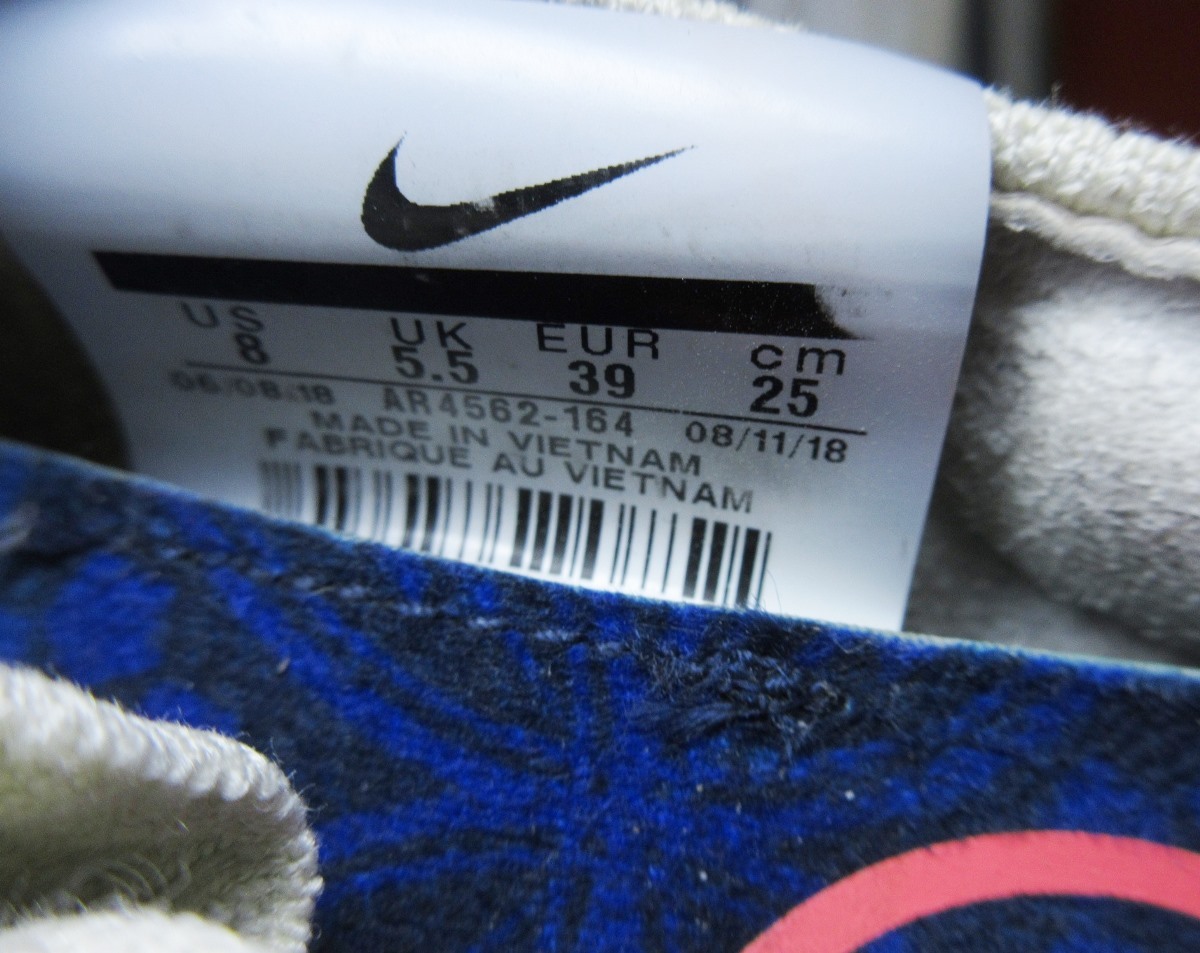 US UK EUR cm
8 5.5 39 25
06/08/18 AR4562-164 08/11/18
MADE IN VIETNAM
FABRIQUE AU VIETNAM